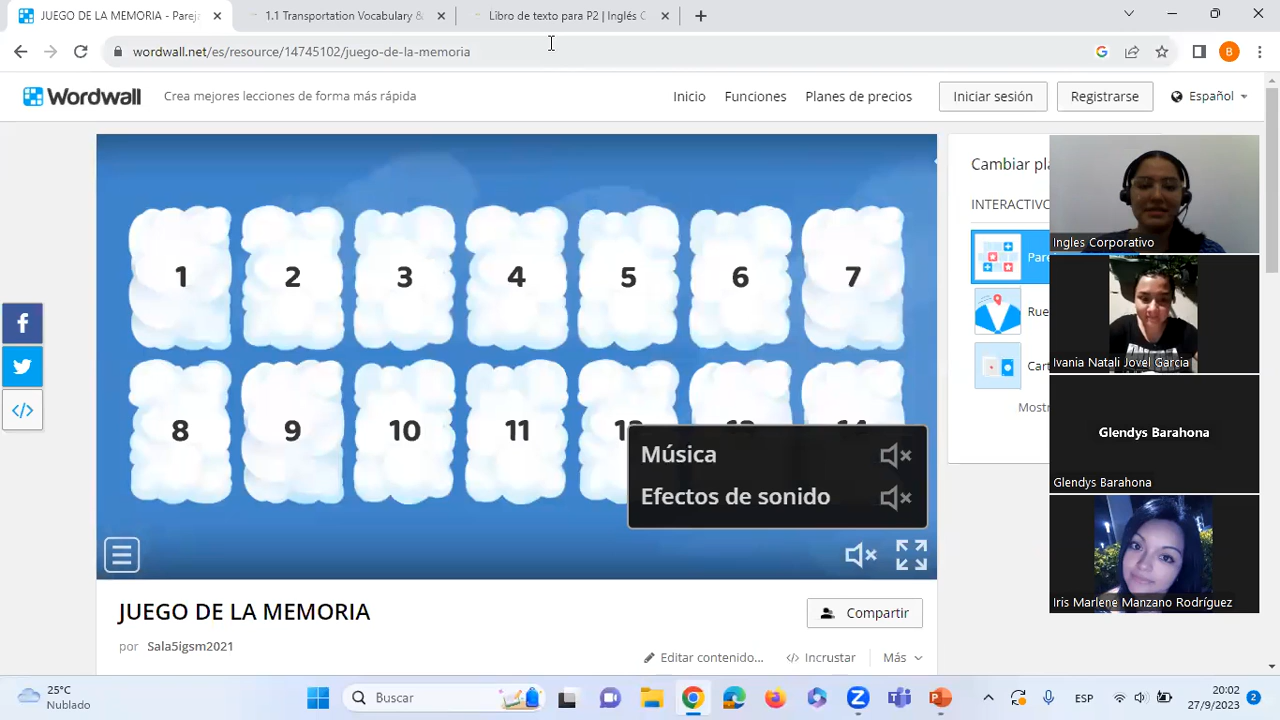 JUEGO DE LA MEMORIA - Pareja
1.1 Transportation Vocabulary &
Libro de texto para P2 | Inglés C
wordwall.net/es/resource/14745102/juego-de-la-memoria
B
Wordwall
Crea mejores lecciones de forma más rápida
Inicio
Funciones
Planes de precios
Iniciar sesión
Registrarse
Español
1
2
3
4
5
6
7
8
9
10
11
Música
Efectos de sonido
Cambiar pla
INTERACTIVO
Pare
Rue
Cart
Mostr
Ingles Corporativo
Ivania Natali Jovel Garcia
Glendys Barahona
Glendys Barahona
Iris Marlene Manzano Rodríguez
JUEGO DE LA MEMORIA
Compartir
por Sala5igsm2021
Editar contenido...
Incrustar
Más
25°C
Nublado
Buscar
ESP
20:02
27/9/2023
2